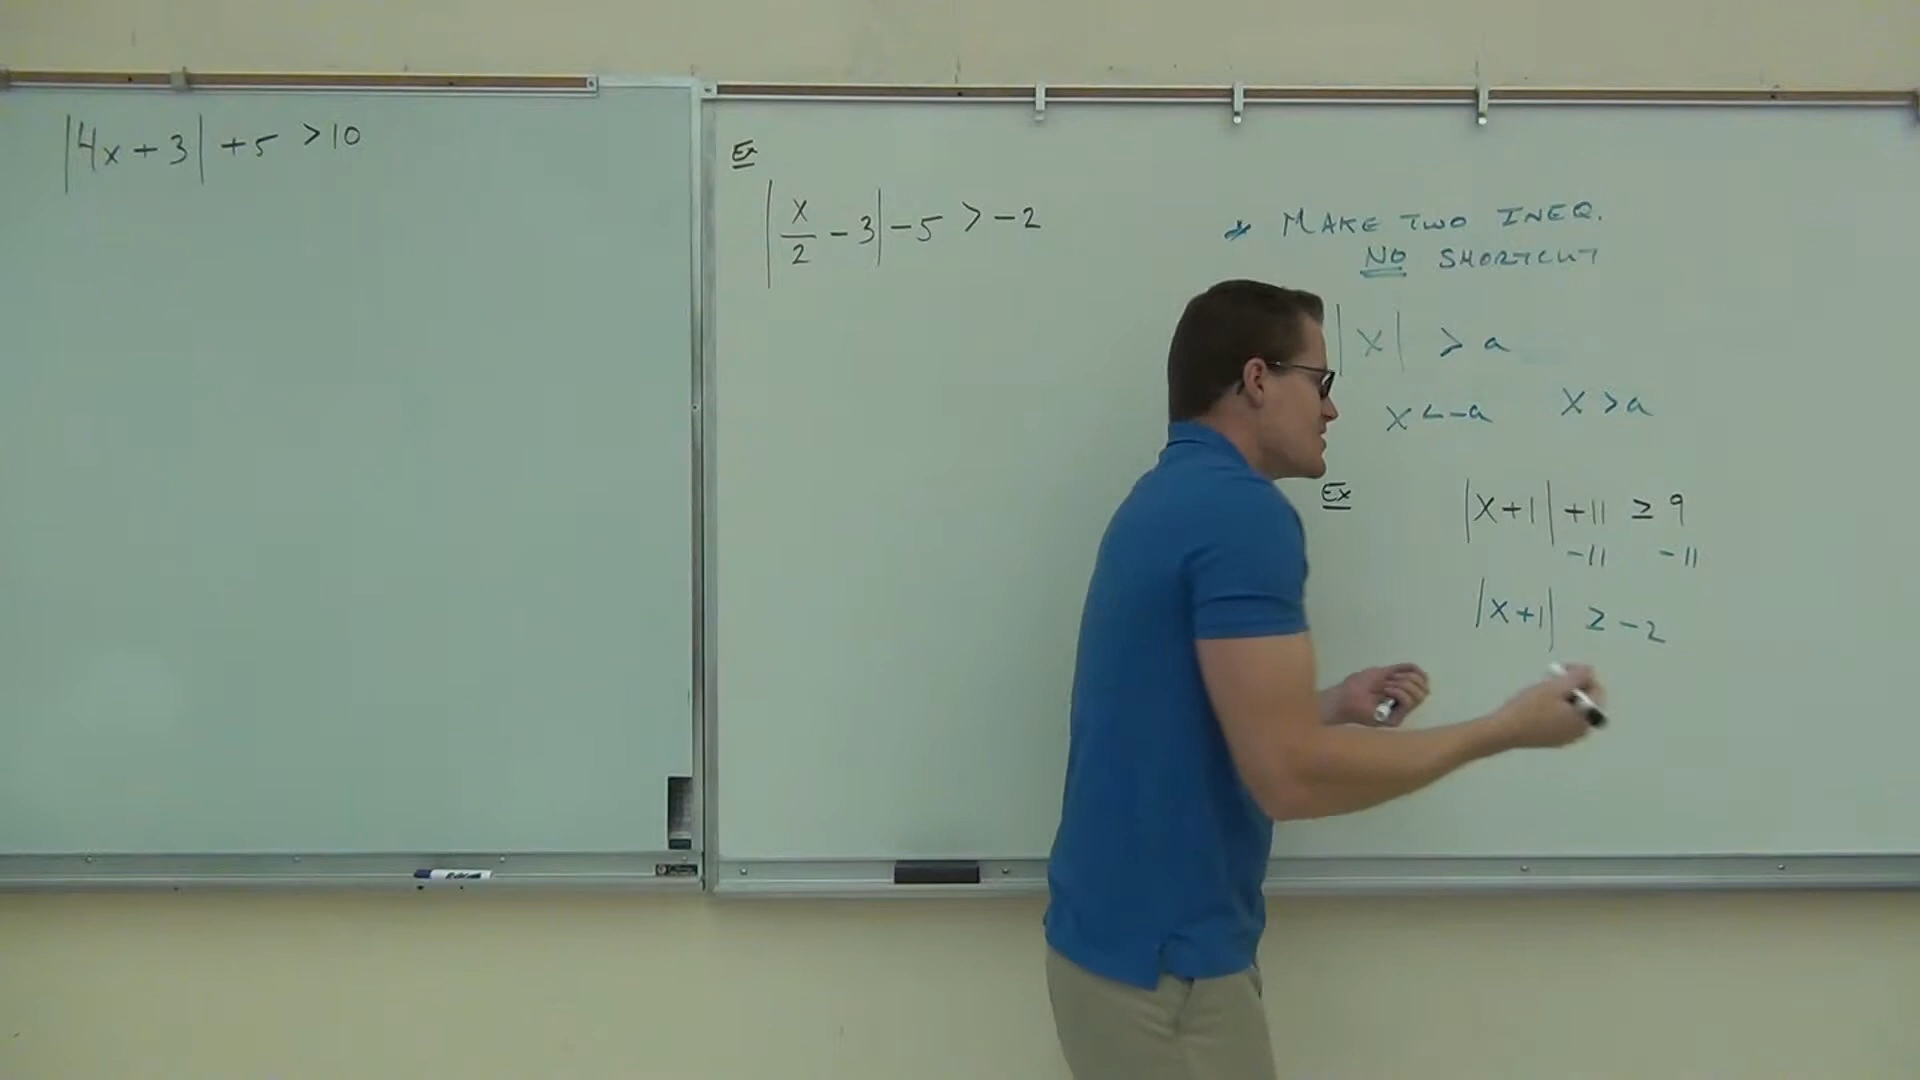 |4x+3| +5 >10
Ex
|x/2 - 3| - 5 > -2
* MAKE TWO INEQ.
NO SHORTCUT
|x| > a
x < -a    x > a
Ex
|x+1| +11 ≥ 9
-11    -11
|x+1| ≥ -2